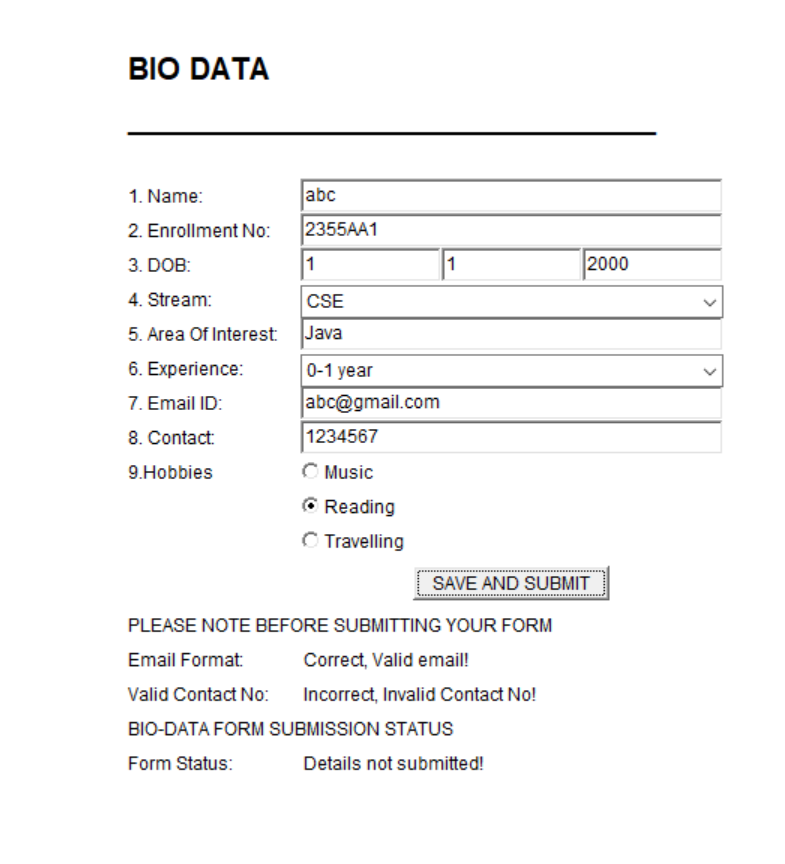 BIO DATA
1. Name: abc
2. Enrollment No: 2355AA1
3. DOB: 1 1 2000
4. Stream: CSE
5. Area Of Interest: Java
6. Experience: 0-1 year
7. Email ID: abc@gmail.com
8. Contact: 1234567
9.Hobbies Music
Reading
Travelling
SAVE AND SUBMIT
PLEASE NOTE BEFORE SUBMITTING YOUR FORM
Email Format: Correct, Valid email!
Valid Contact No: Incorrect, Invalid Contact No!
BIO-DATA FORM SUBMISSION STATUS
Form Status: Details not submitted!